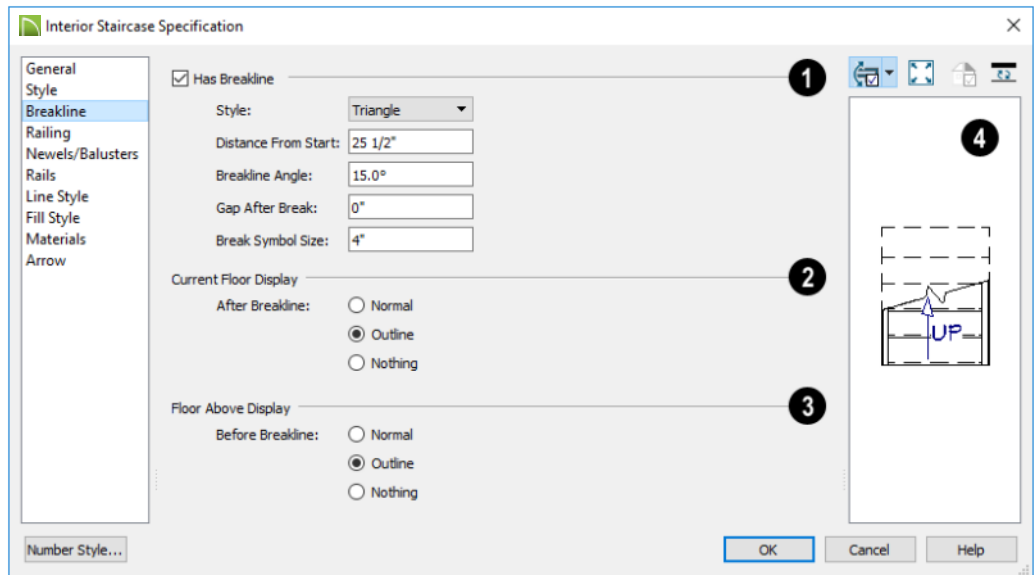 Interior Staircase Specification
General
Style
Breakline
Railing
Newels/Balusters
Rails
Line Style
Fill Style
Materials
Arrow
Has Breakline
1
Style: Triangle
Distance From Start: 25 1/2"
Breakline Angle: 15.0°
Gap After Break: 0"
Break Symbol Size: 4"
Current Floor Display
2
After Breakline: Normal
Outline
Nothing
Floor Above Display
3
Before Breakline: Normal
Outline
Nothing
4
UP
Number Style...
OK Cancel Help